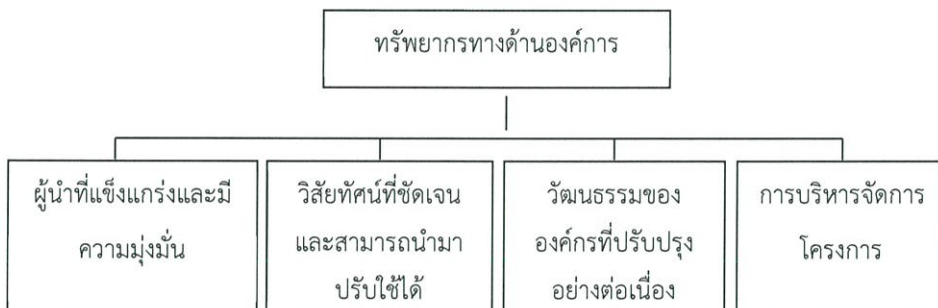 ทรัพยากรทางด้านองค์การ
ผู้นำที่แข็งแกร่งและมี
ความมุ่งมั่น
วิสัยทัศน์ที่ชัดเจน
และสามารถนำมา
ปรับใช้ได้
วัฒนธรรมของ
องค์กรที่ปรับปรุง
อย่างต่อเนื่อง
การบริหารจัดการ
โครงการ